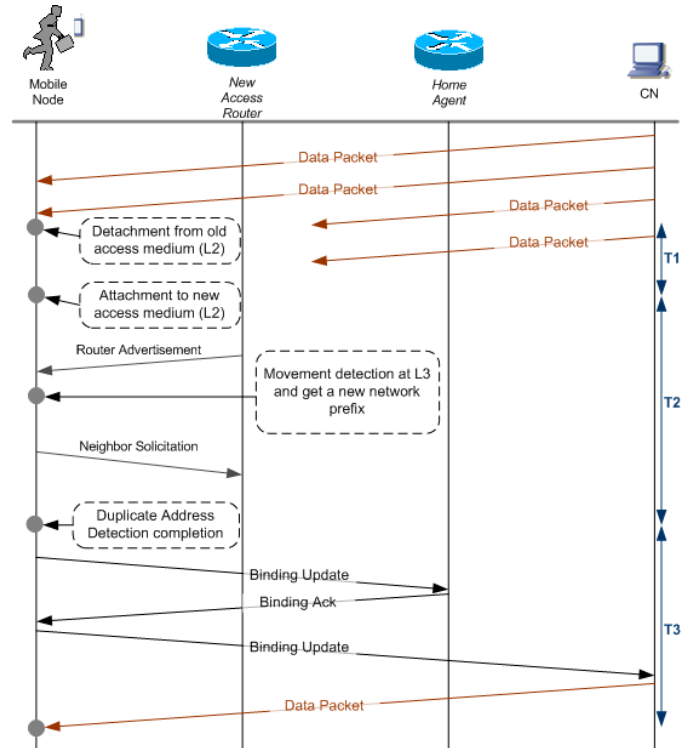 Mobile
Node
New
Access
Router
Home
Agent
CN
Data Packet
Data Packet
Data Packet
Detachment from old
access medium (L2)
Data Packet
T1
Attachment to new
access medium (L2)
Router Advertisement
Movement detection at L3
and get a new network
prefix
T2
Neighbor Solicitation
Duplicate Address
Detection completion
Binding Update
Binding Ack
T3
Binding Update
Data Packet